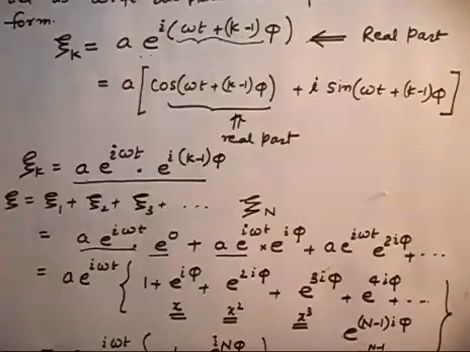 form.
ξ_k = a e^{i(ωt + (k-1)φ)} ⇐ Real Part
= a [cos(ωt + (k-1)φ) + i sin(ωt + (k-1)φ]
⇑
real part
ξ_k = a e^{iωt} · e^{i(k-1)φ}
ξ = ξ_1 + ξ_2 + ξ_3 + ... ξ_N
= a e^{iωt} e^0 + a e^{iωt} × e^{iφ} + a e^{iωt} e^{2iφ} + ...
= a e^{iωt} { 1 + e^{iφ} + e^{2iφ} + e^{3iφ} + e^{4iφ} + ...
x x^2 x^3 e^{(N-1)iφ} }